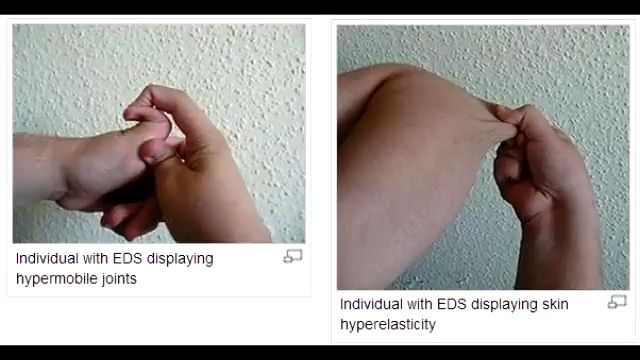 Individual with EDS displaying
hypermobile joints
Individual with EDS displaying skin
hyperelasticity